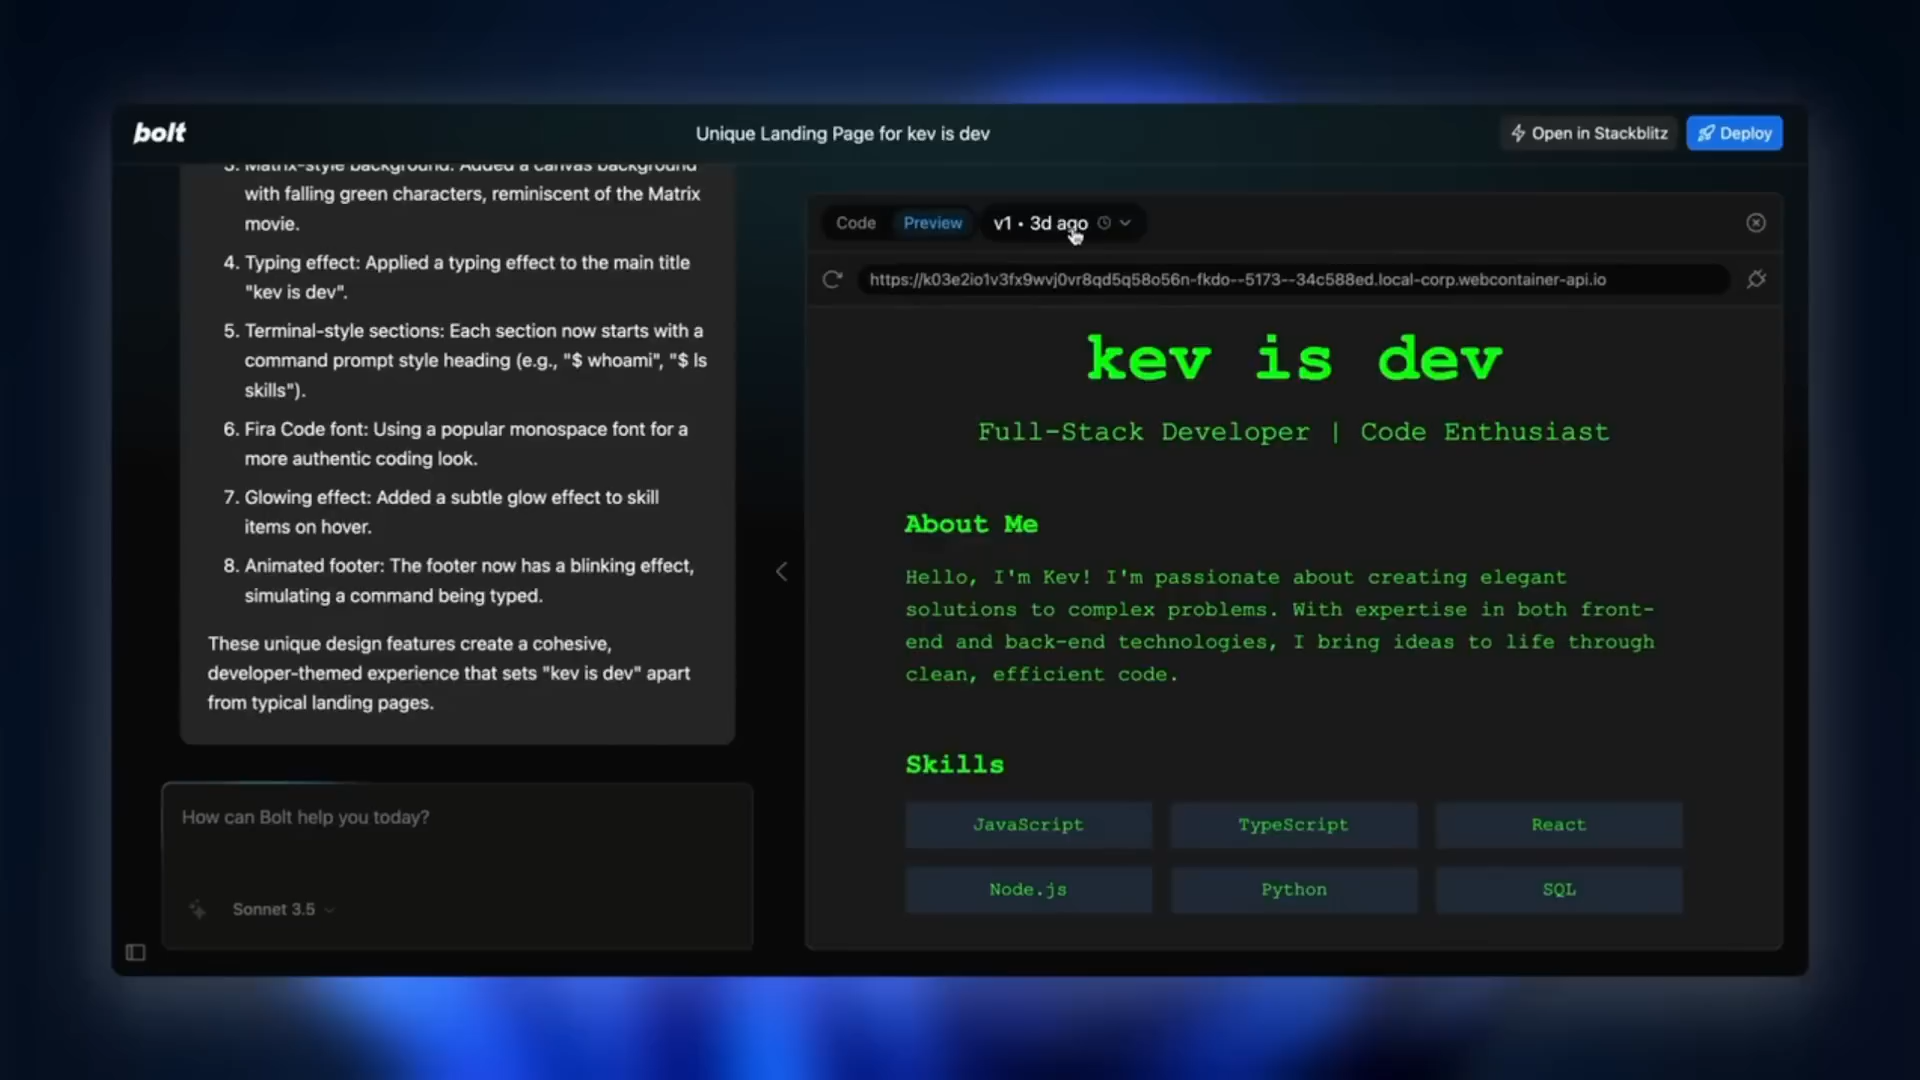 bolt
Unique Landing Page for kev is dev
Open in Stackblitz
Deploy
3. Matrix-style background: Added a canvas background
with falling green characters, reminiscent of the Matrix
movie.
4. Typing effect: Applied a typing effect to the main title
"kev is dev".
5. Terminal-style sections: Each section now starts with a
command prompt style heading (e.g., "$ whoami", "$ ls
skills").
6. Fira Code font: Using a popular monospace font for a
more authentic coding look.
7. Glowing effect: Added a subtle glow effect to skill
items on hover.
8. Animated footer: The footer now has a blinking effect,
simulating a command being typed.
These unique design features create a cohesive,
developer-themed experience that sets "kev is dev" apart
from typical landing pages.
How can Bolt help you today?
Sonnet 3.5
Code
Preview
v1 • 3d ago
https://k03e2io1v3fx9wvj0vr8qd5q58o56n-fkdo--5173--34c588ed.local-corp.webcontainer-api.io
kev is dev
Full-Stack Developer | Code Enthusiast
About Me
Hello, I'm Kev! I'm passionate about creating elegant
solutions to complex problems. With expertise in both front-
end and back-end technologies, I bring ideas to life through
clean, efficient code.
Skills
JavaScript
TypeScript
React
Node.js
Python
SQL